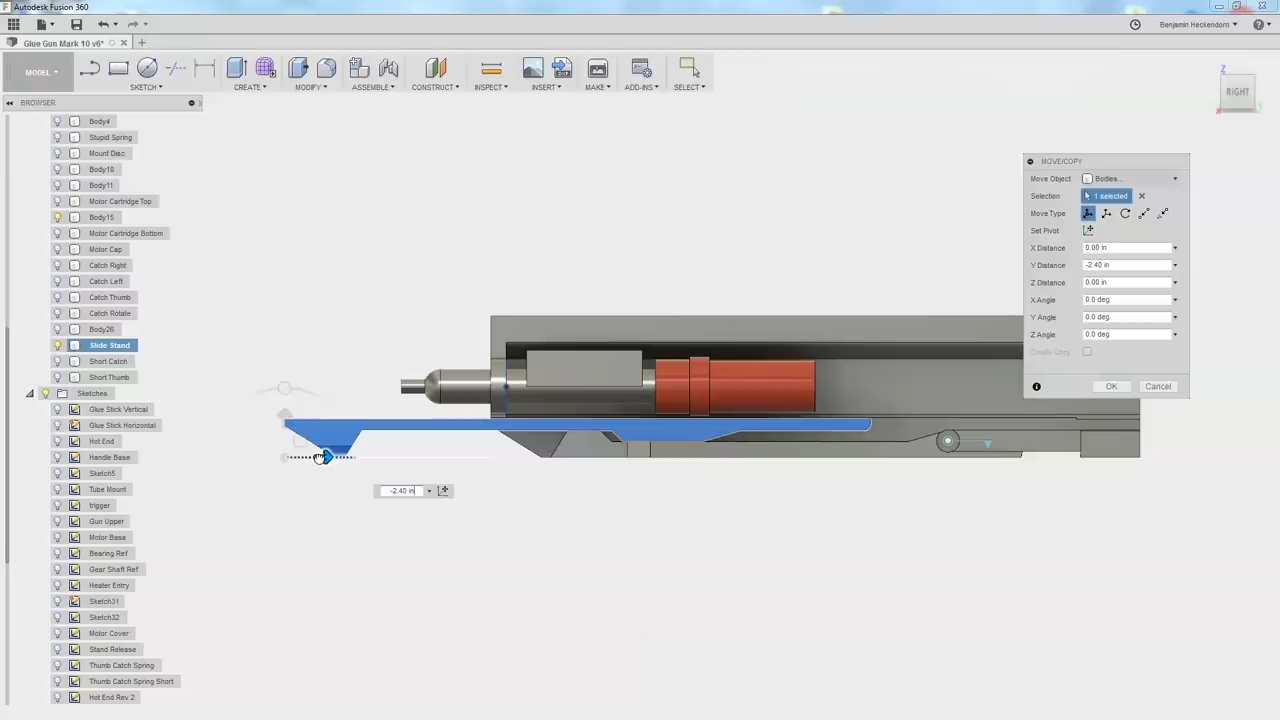 Autodesk Fusion 360
Benjamin Heckendorn
Glue Gun Mark 10 v6*
MODEL
SKETCH
CREATE
MODIFY
ASSEMBLE
CONSTRUCT
INSPECT
INSERT
MAKE
ADD-INS
SELECT
BROWSER
Body4
Stupid Spring
Mount Disc
Body10
Body11
Motor Cartridge Top
Body15
Motor Cartridge Bottom
Motor Cap
Catch Right
Catch Left
Catch Thumb
Catch Rotate
Body26
Slide Stand
Short Catch
Short Thumb
Sketches
Glue Stick Vertical
Glue Stick Horizontal
Hot End
Handle Base
Sketch5
Tube Mount
trigger
Gun Upper
Motor Base
Bearing Ref
Gear Shaft Ref
Heater Entry
Sketch31
Sketch32
Motor Cover
Stand Release
Thumb Catch Spring
Thumb Catch Spring Short
Hot End Rev 2
-2.40 in
Z
RIGHT
X
MOVE/COPY
Move Object Bodies...
Selection 1 selected
Move Type
Set Pivot
X Distance 0.00 in
Y Distance -2.40 in
Z Distance 0.00 in
X Angle 0.0 deg
Y Angle 0.0 deg
Z Angle 0.0 deg
Create Copy
OK Cancel